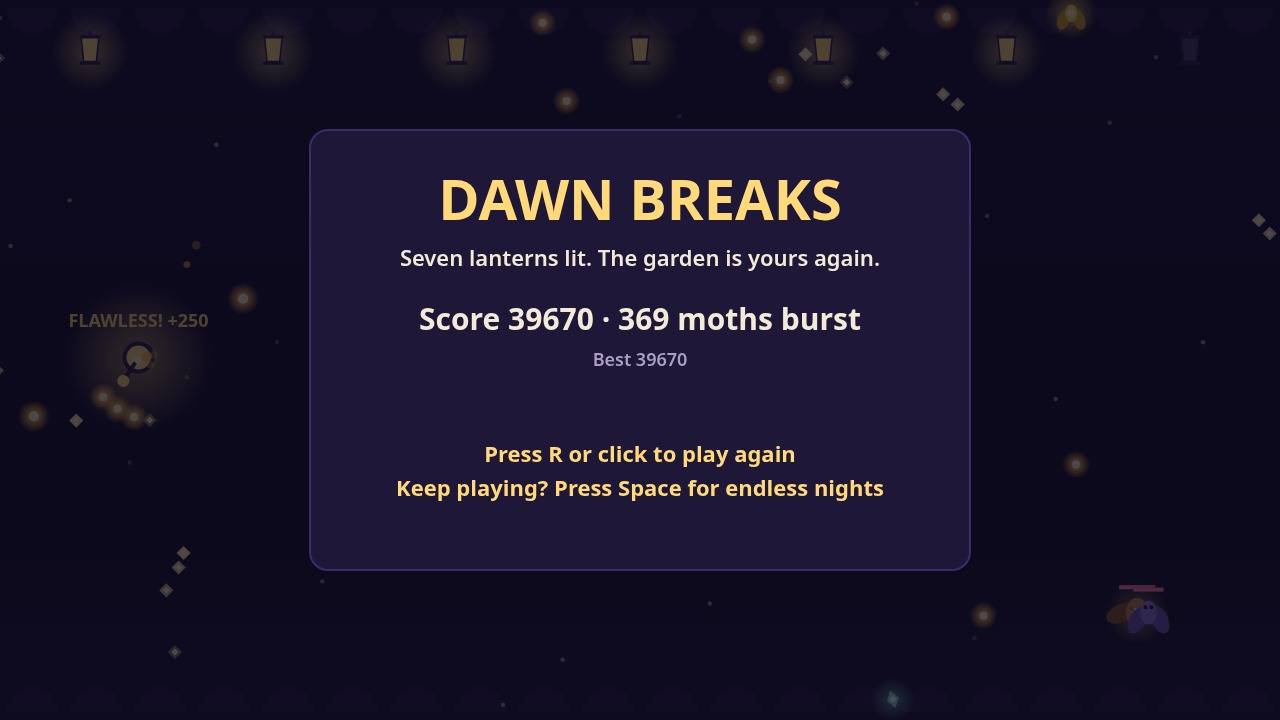 DAWN BREAKS
Seven lanterns lit. The garden is yours again.
FLAWLESS! +250
Score 39670 · 369 moths burst
Best 39670
Press R or click to play again
Keep playing? Press Space for endless nights